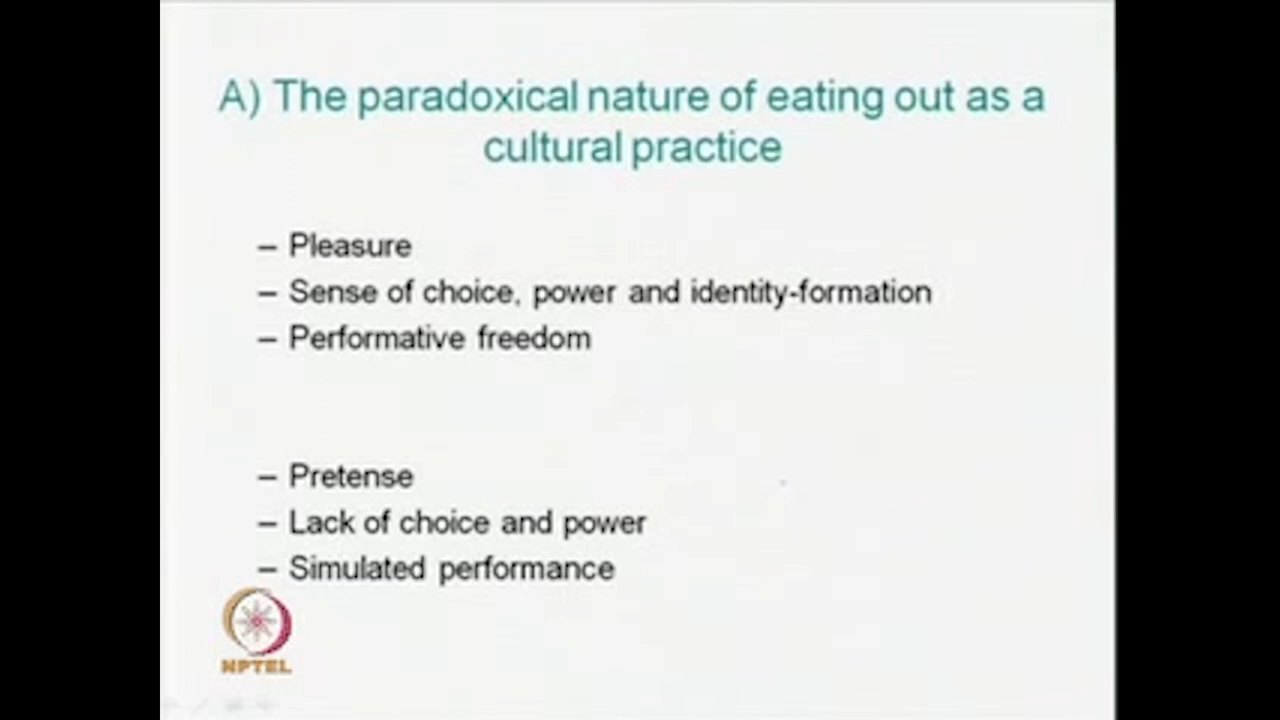 A) The paradoxical nature of eating out as a
cultural practice
– Pleasure
– Sense of choice, power and identity-formation
– Performative freedom
– Pretense
– Lack of choice and power
– Simulated performance
NPTEL